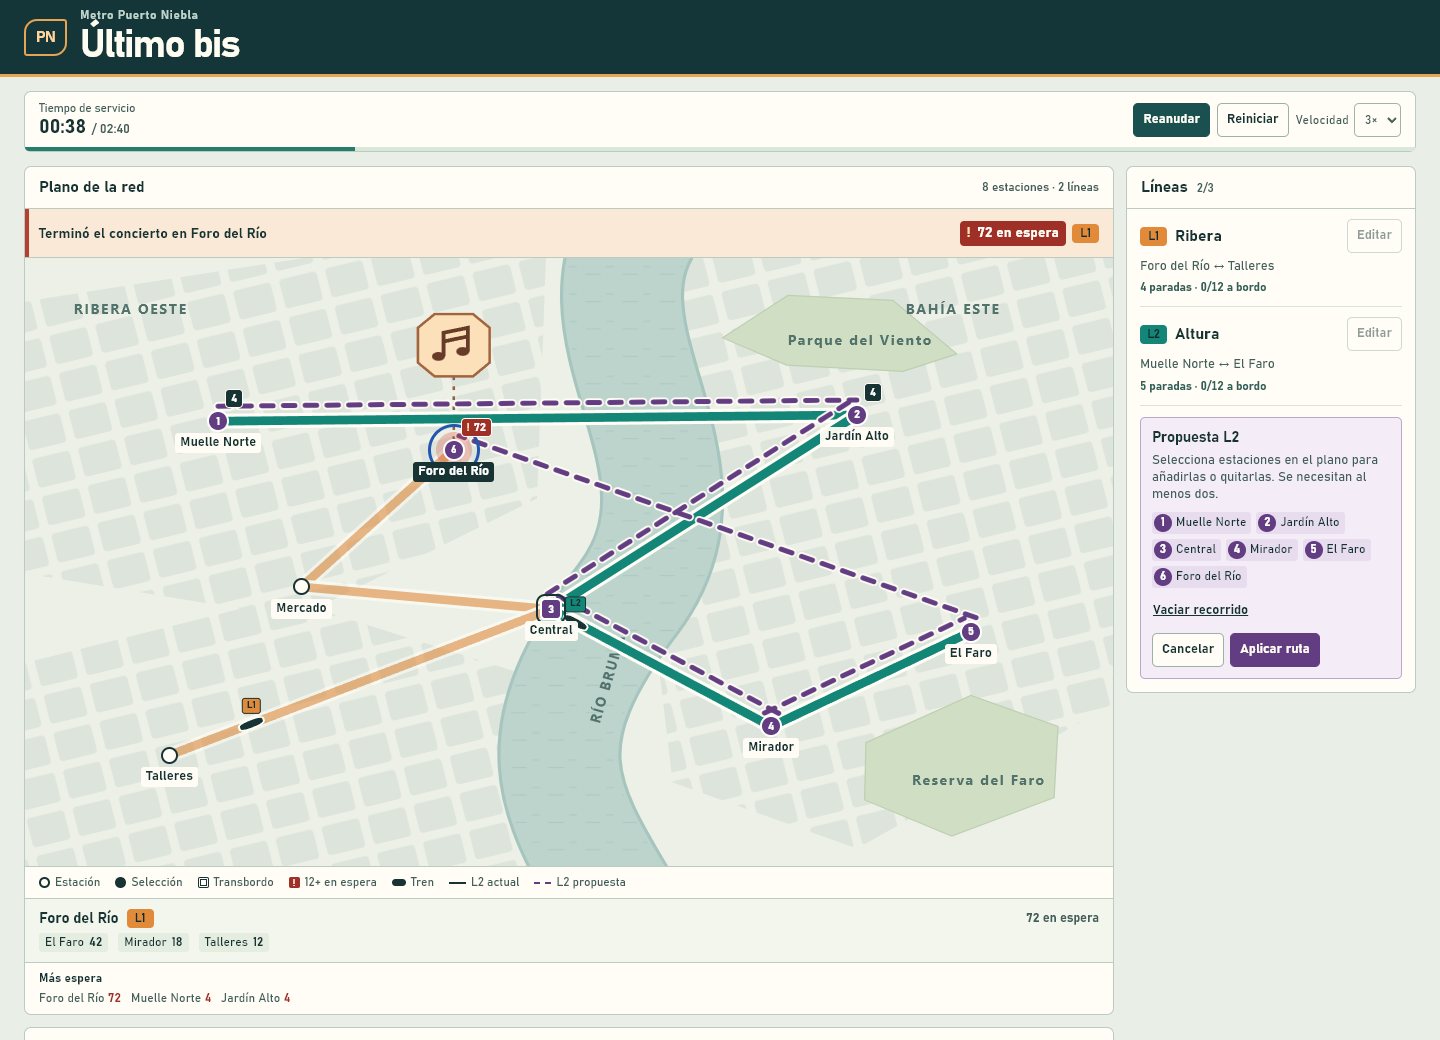 PN
Metro Puerto Niebla
Último bis
Tiempo de servicio
00:38 / 02:40
Reanudar
Reiniciar
Velocidad
3×
Plano de la red
8 estaciones · 2 líneas
Terminó el concierto en Foro del Río
! 72 en espera
L1
RIBERA OESTE
BAHÍA ESTE
Parque del Viento
4
4
1
2
! 72
Muelle Norte
Jardín Alto
6
Foro del Río
Mercado
3
L2
Central
5
El Faro
RÍO BRUM
L1
4
Mirador
Talleres
Reserva del Faro
Estación
Selección
Transbordo
! 12+ en espera
Tren
L2 actual
L2 propuesta
Foro del Río L1
72 en espera
El Faro 42
Mirador 18
Talleres 12
Más espera
Foro del Río 72 Muelle Norte 4 Jardín Alto 4
Líneas 2/3
L1 Ribera
Editar
Foro del Río ↔ Talleres
4 paradas · 0/12 a bordo
L2 Altura
Editar
Muelle Norte ↔ El Faro
5 paradas · 0/12 a bordo
Propuesta L2
Selecciona estaciones en el plano para
añadirlas o quitarlas. Se necesitan al
menos dos.
1 Muelle Norte 2 Jardín Alto
3 Central 4 Mirador 5 El Faro
6 Foro del Río
Vaciar recorrido
Cancelar
Aplicar ruta